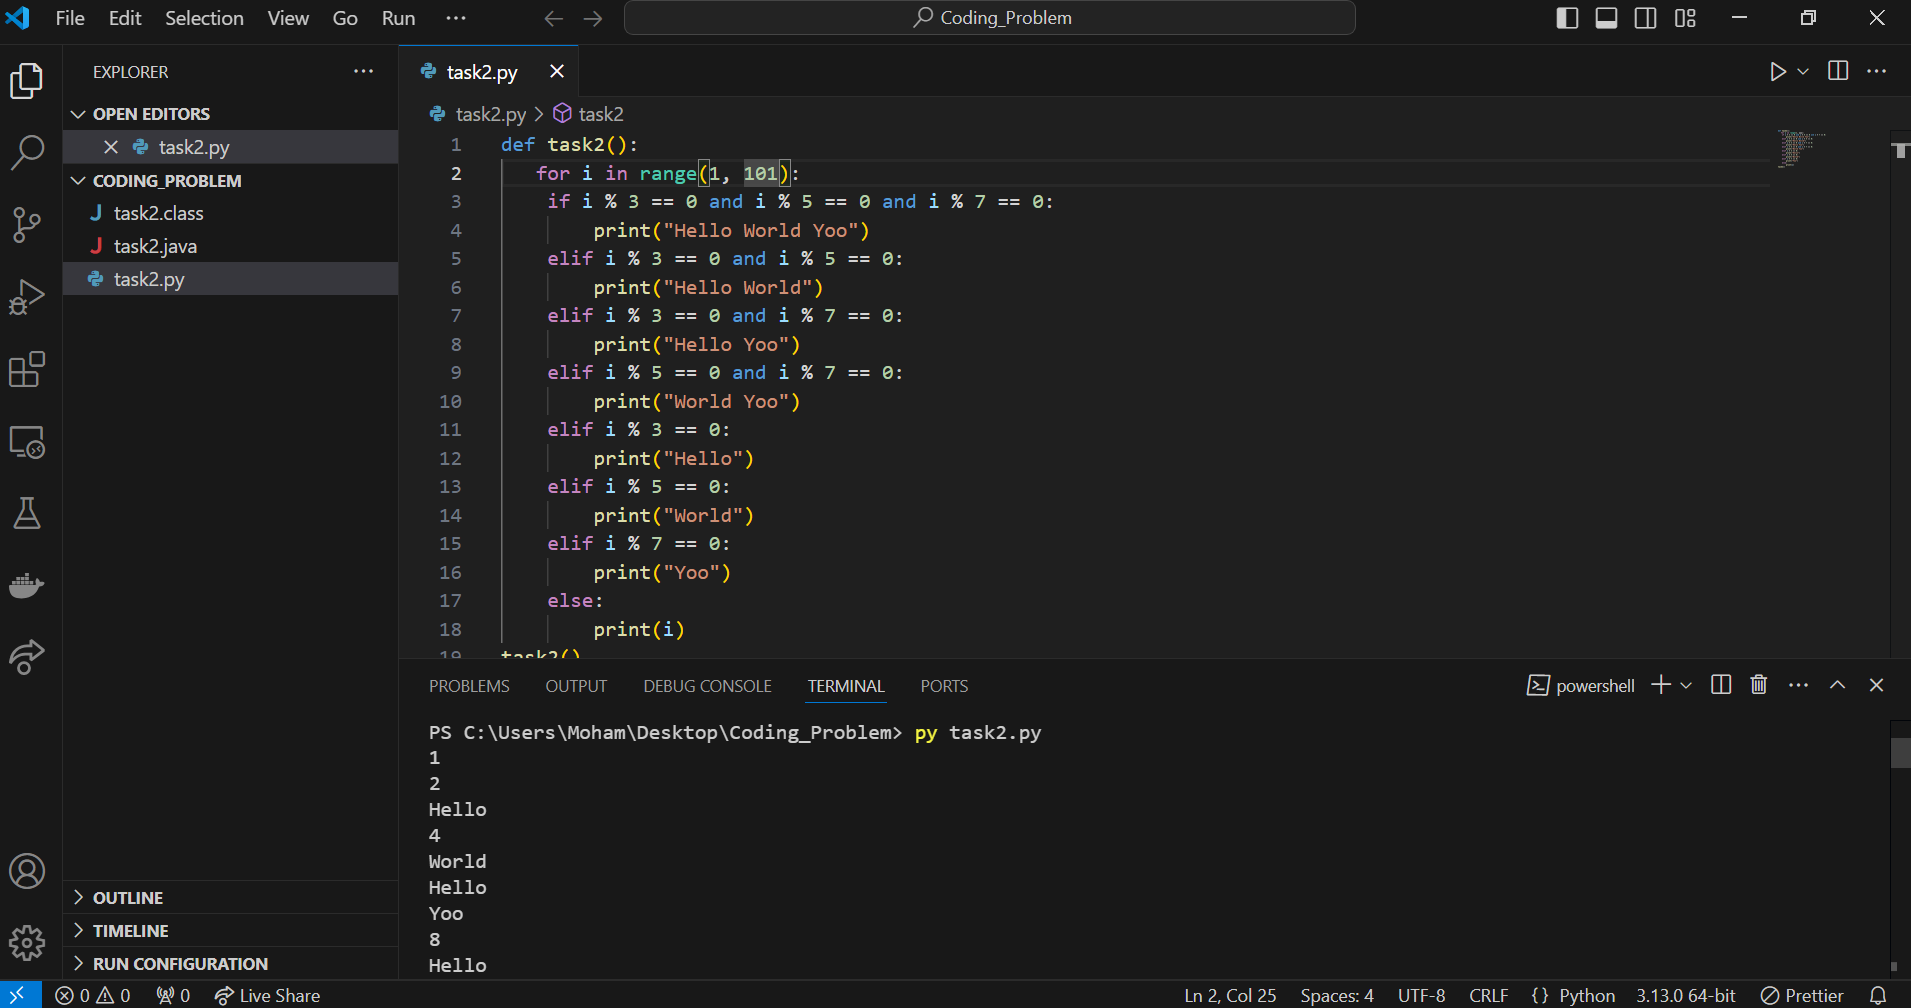 File Edit Selection View Go Run ···
Coding_Problem
EXPLORER
OPEN EDITORS
task2.py
CODING_PROBLEM
J task2.class
J task2.java
task2.py
OUTLINE
TIMELINE
RUN CONFIGURATION
task2.py
task2.py > task2
1 def task2():
2 for i in range(1, 101):
3 if i % 3 == 0 and i % 5 == 0 and i % 7 == 0:
4 print("Hello World Yoo")
5 elif i % 3 == 0 and i % 5 == 0:
6 print("Hello World")
7 elif i % 3 == 0 and i % 7 == 0:
8 print("Hello Yoo")
9 elif i % 5 == 0 and i % 7 == 0:
10 print("World Yoo")
11 elif i % 3 == 0:
12 print("Hello")
13 elif i % 5 == 0:
14 print("World")
15 elif i % 7 == 0:
16 print("Yoo")
17 else:
18 print(i)
19 task2()
PROBLEMS OUTPUT DEBUG CONSOLE TERMINAL PORTS
powershell
PS C:\Users\Moham\Desktop\Coding_Problem> py task2.py
1
2
Hello
4
World
Hello
Yoo
8
Hello
0 0 0 Live Share
Ln 2, Col 25 Spaces: 4 UTF-8 CRLF {} Python 3.13.0 64-bit Prettier